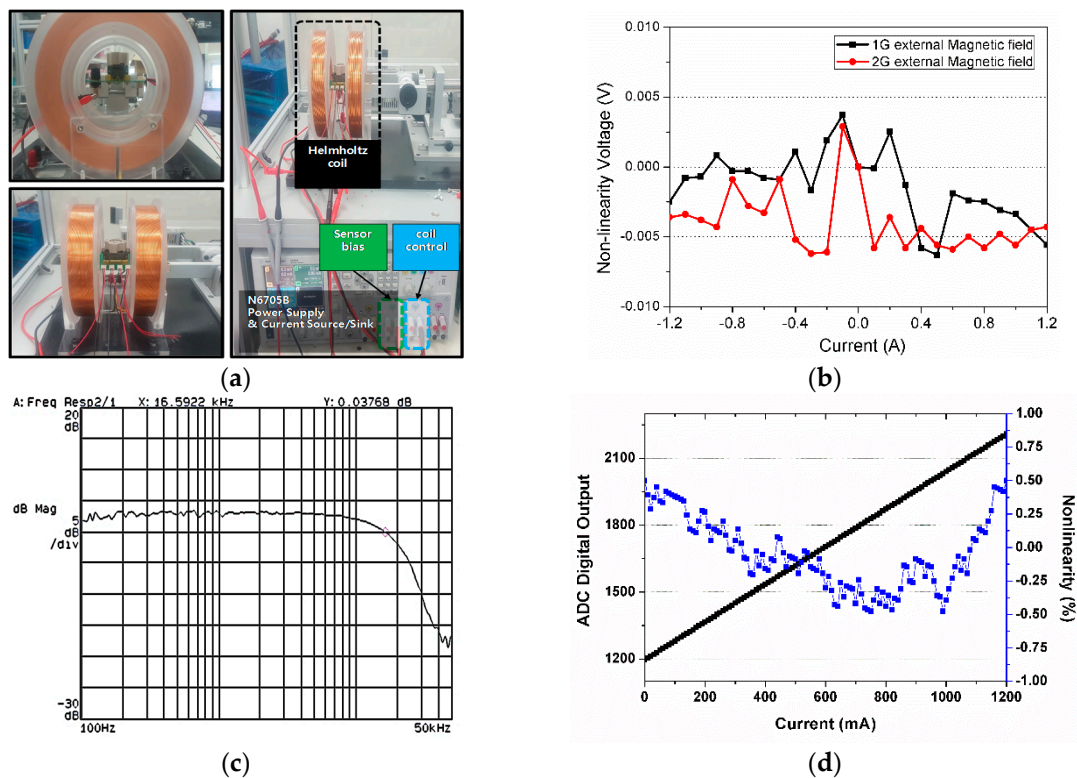 Helmholtz
coil
Sensor
bias
coil
control
N6705B
Power Supply
& Current Source/Sink
(a)
0.010
0.005
0.000
-0.005
-0.010
Non-linearity Voltage (V)
1G external Magnetic field
2G external Magnetic field
-1.2 -0.8 -0.4 0.0 0.4 0.8 1.2
Current (A)
(b)
A: Freq Resp2/1 X: 16.5922 kHz Y: 0.03768 dB
20
dB
dB Mag
5
dB
/div
-30
dB
100Hz 50kHz
(c)
2100
1800
1500
1200
ADC Digital Output
1.00
0.75
0.50
0.25
0.00
-0.25
-0.50
-0.75
-1.00
Nonlinearity (%)
0 200 400 600 800 1000 1200
Current (mA)
(d)